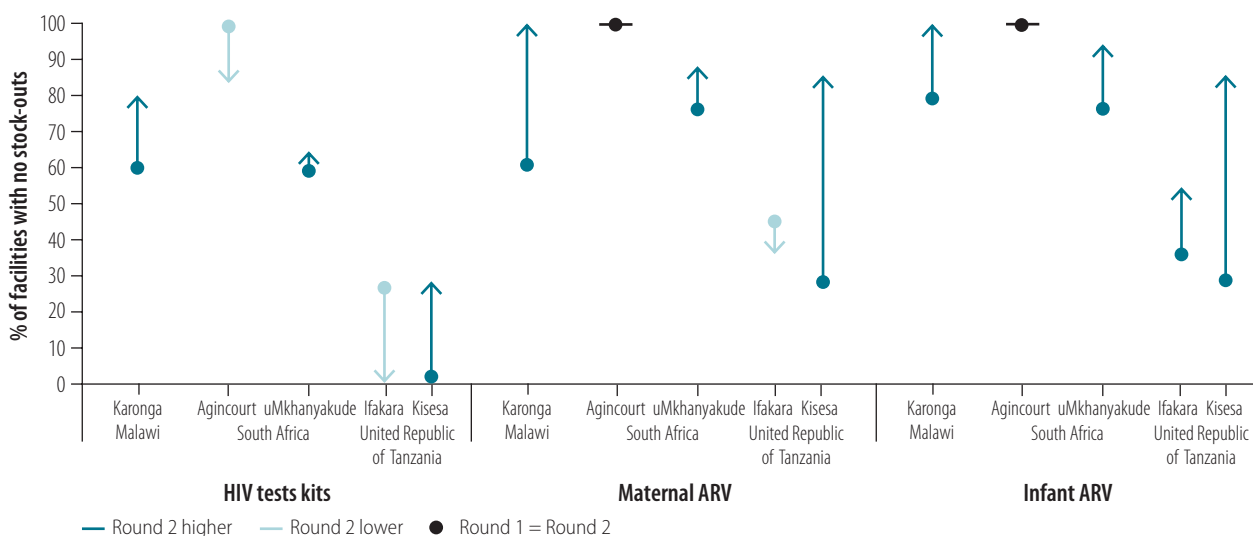 % of facilities with no stock-outs
100
90
80
70
60
50
40
30
20
10
0
Karonga
Malawi
Agincourt uMkhanyakude
South Africa
Ifakara Kisesa
United Republic
of Tanzania
HIV tests kits
Karonga
Malawi
Agincourt uMkhanyakude
South Africa
Ifakara Kisesa
United Republic
of Tanzania
Maternal ARV
Karonga
Malawi
Agincourt uMkhanyakude
South Africa
Ifakara Kisesa
United Republic
of Tanzania
Infant ARV
Round 2 higher Round 2 lower Round 1 = Round 2